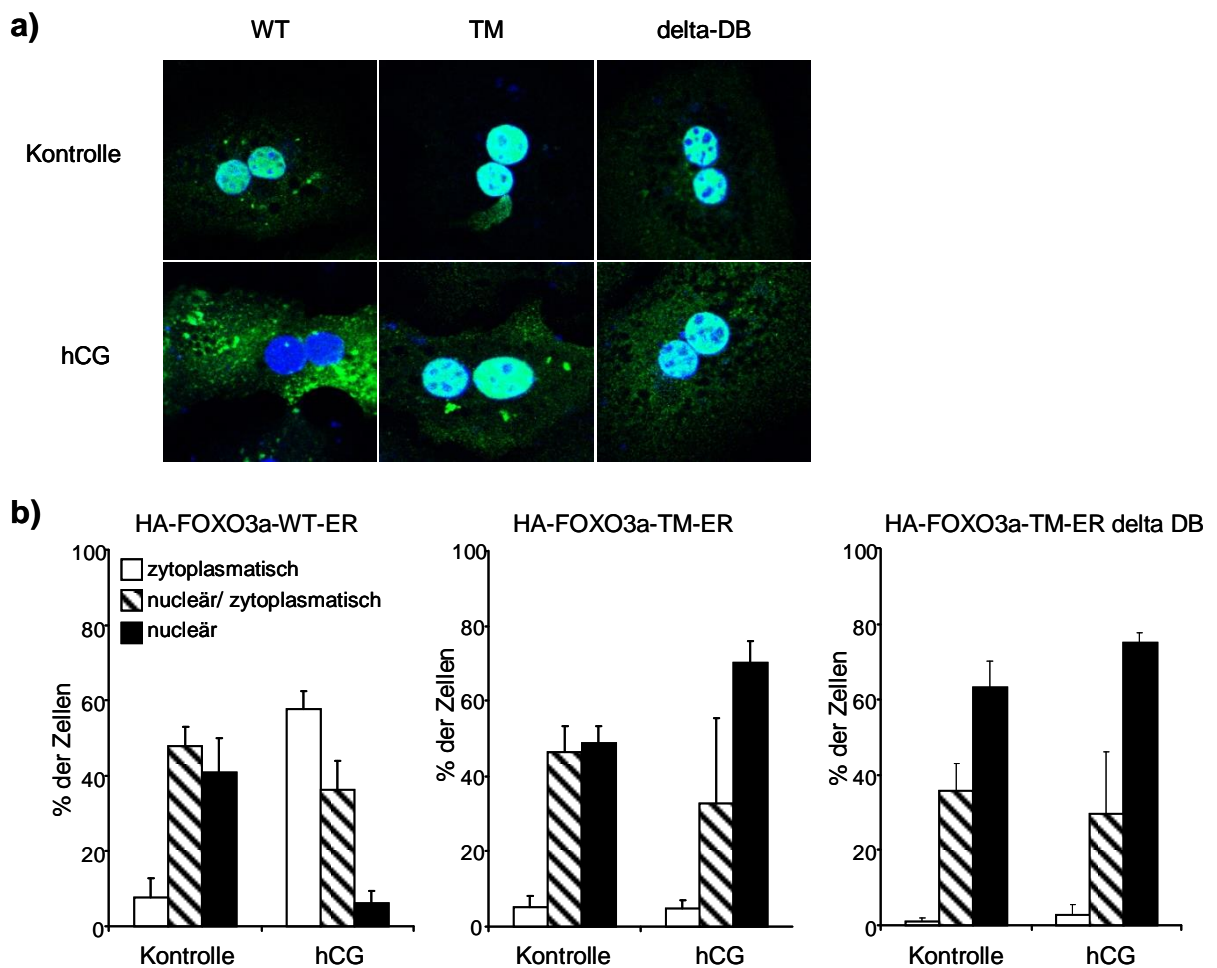 a)
WT TM delta-DB
Kontrolle
hCG
b)
HA-FOXO3a-WT-ER
% der Zellen
100
80
60
40
20
0
zytoplasmatisch
nucleär/ zytoplasmatisch
nucleär
Kontrolle hCG
HA-FOXO3a-TM-ER
% der Zellen
100
80
60
40
20
0
Kontrolle hCG
HA-FOXO3a-TM-ER delta DB
% der Zellen
100
80
60
40
20
0
Kontrolle hCG